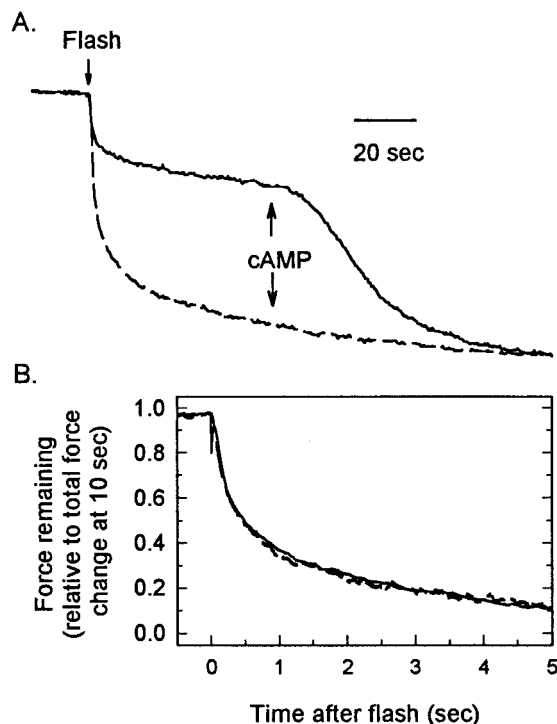 A.
Flash
20 sec
cAMP
B.
Force remaining
(relative to total force
change at 10 sec)
1.0
0.8
0.6
0.4
0.2
0.0
0 1 2 3 4 5
Time after flash (sec)